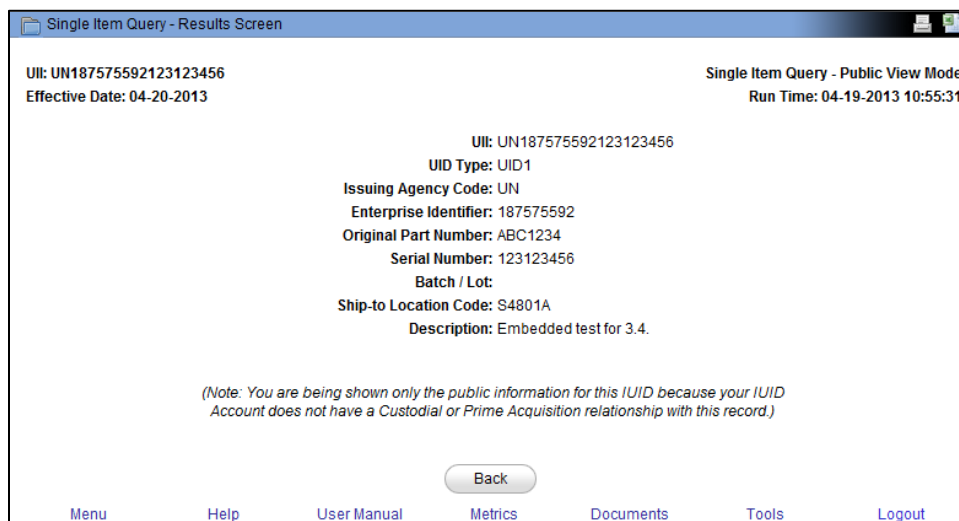 Single Item Query - Results Screen
UII: UN187575592123123456
Single Item Query - Public View Mode
Effective Date: 04-20-2013
Run Time: 04-19-2013 10:55:31
UII: UN187575592123123456
UID Type: UID1
Issuing Agency Code: UN
Enterprise Identifier: 187575592
Original Part Number: ABC1234
Serial Number: 123123456
Batch / Lot:
Ship-to Location Code: S4801A
Description: Embedded test for 3.4.
(Note: You are being shown only the public information for this IUID because your IUID
Account does not have a Custodial or Prime Acquisition relationship with this record.)
Back
Menu Help User Manual Metrics Documents Tools Logout